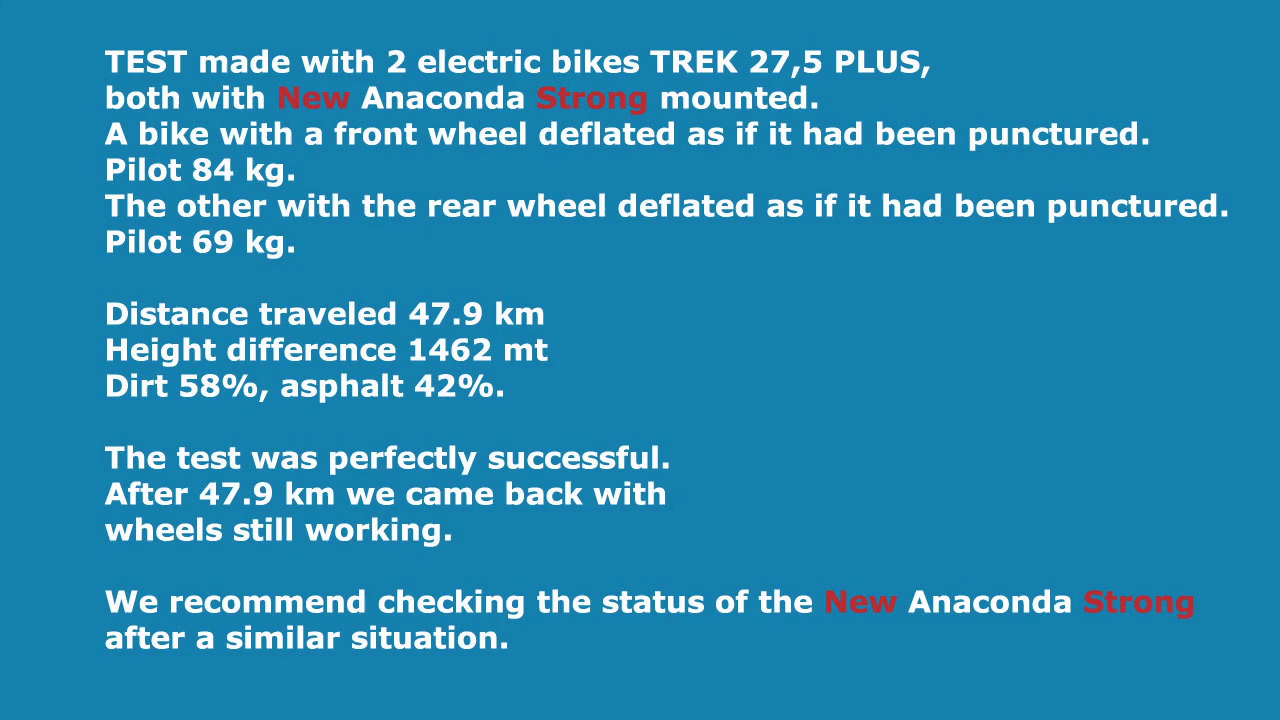 TEST made with 2 electric bikes TREK 27,5 PLUS,
both with New Anaconda Strong mounted.
A bike with a front wheel deflated as if it had been punctured.
Pilot 84 kg.
The other with the rear wheel deflated as if it had been punctured.
Pilot 69 kg.
Distance traveled 47.9 km
Height difference 1462 mt
Dirt 58%, asphalt 42%.
The test was perfectly successful.
After 47.9 km we came back with
wheels still working.
We recommend checking the status of the New Anaconda Strong
after a similar situation.